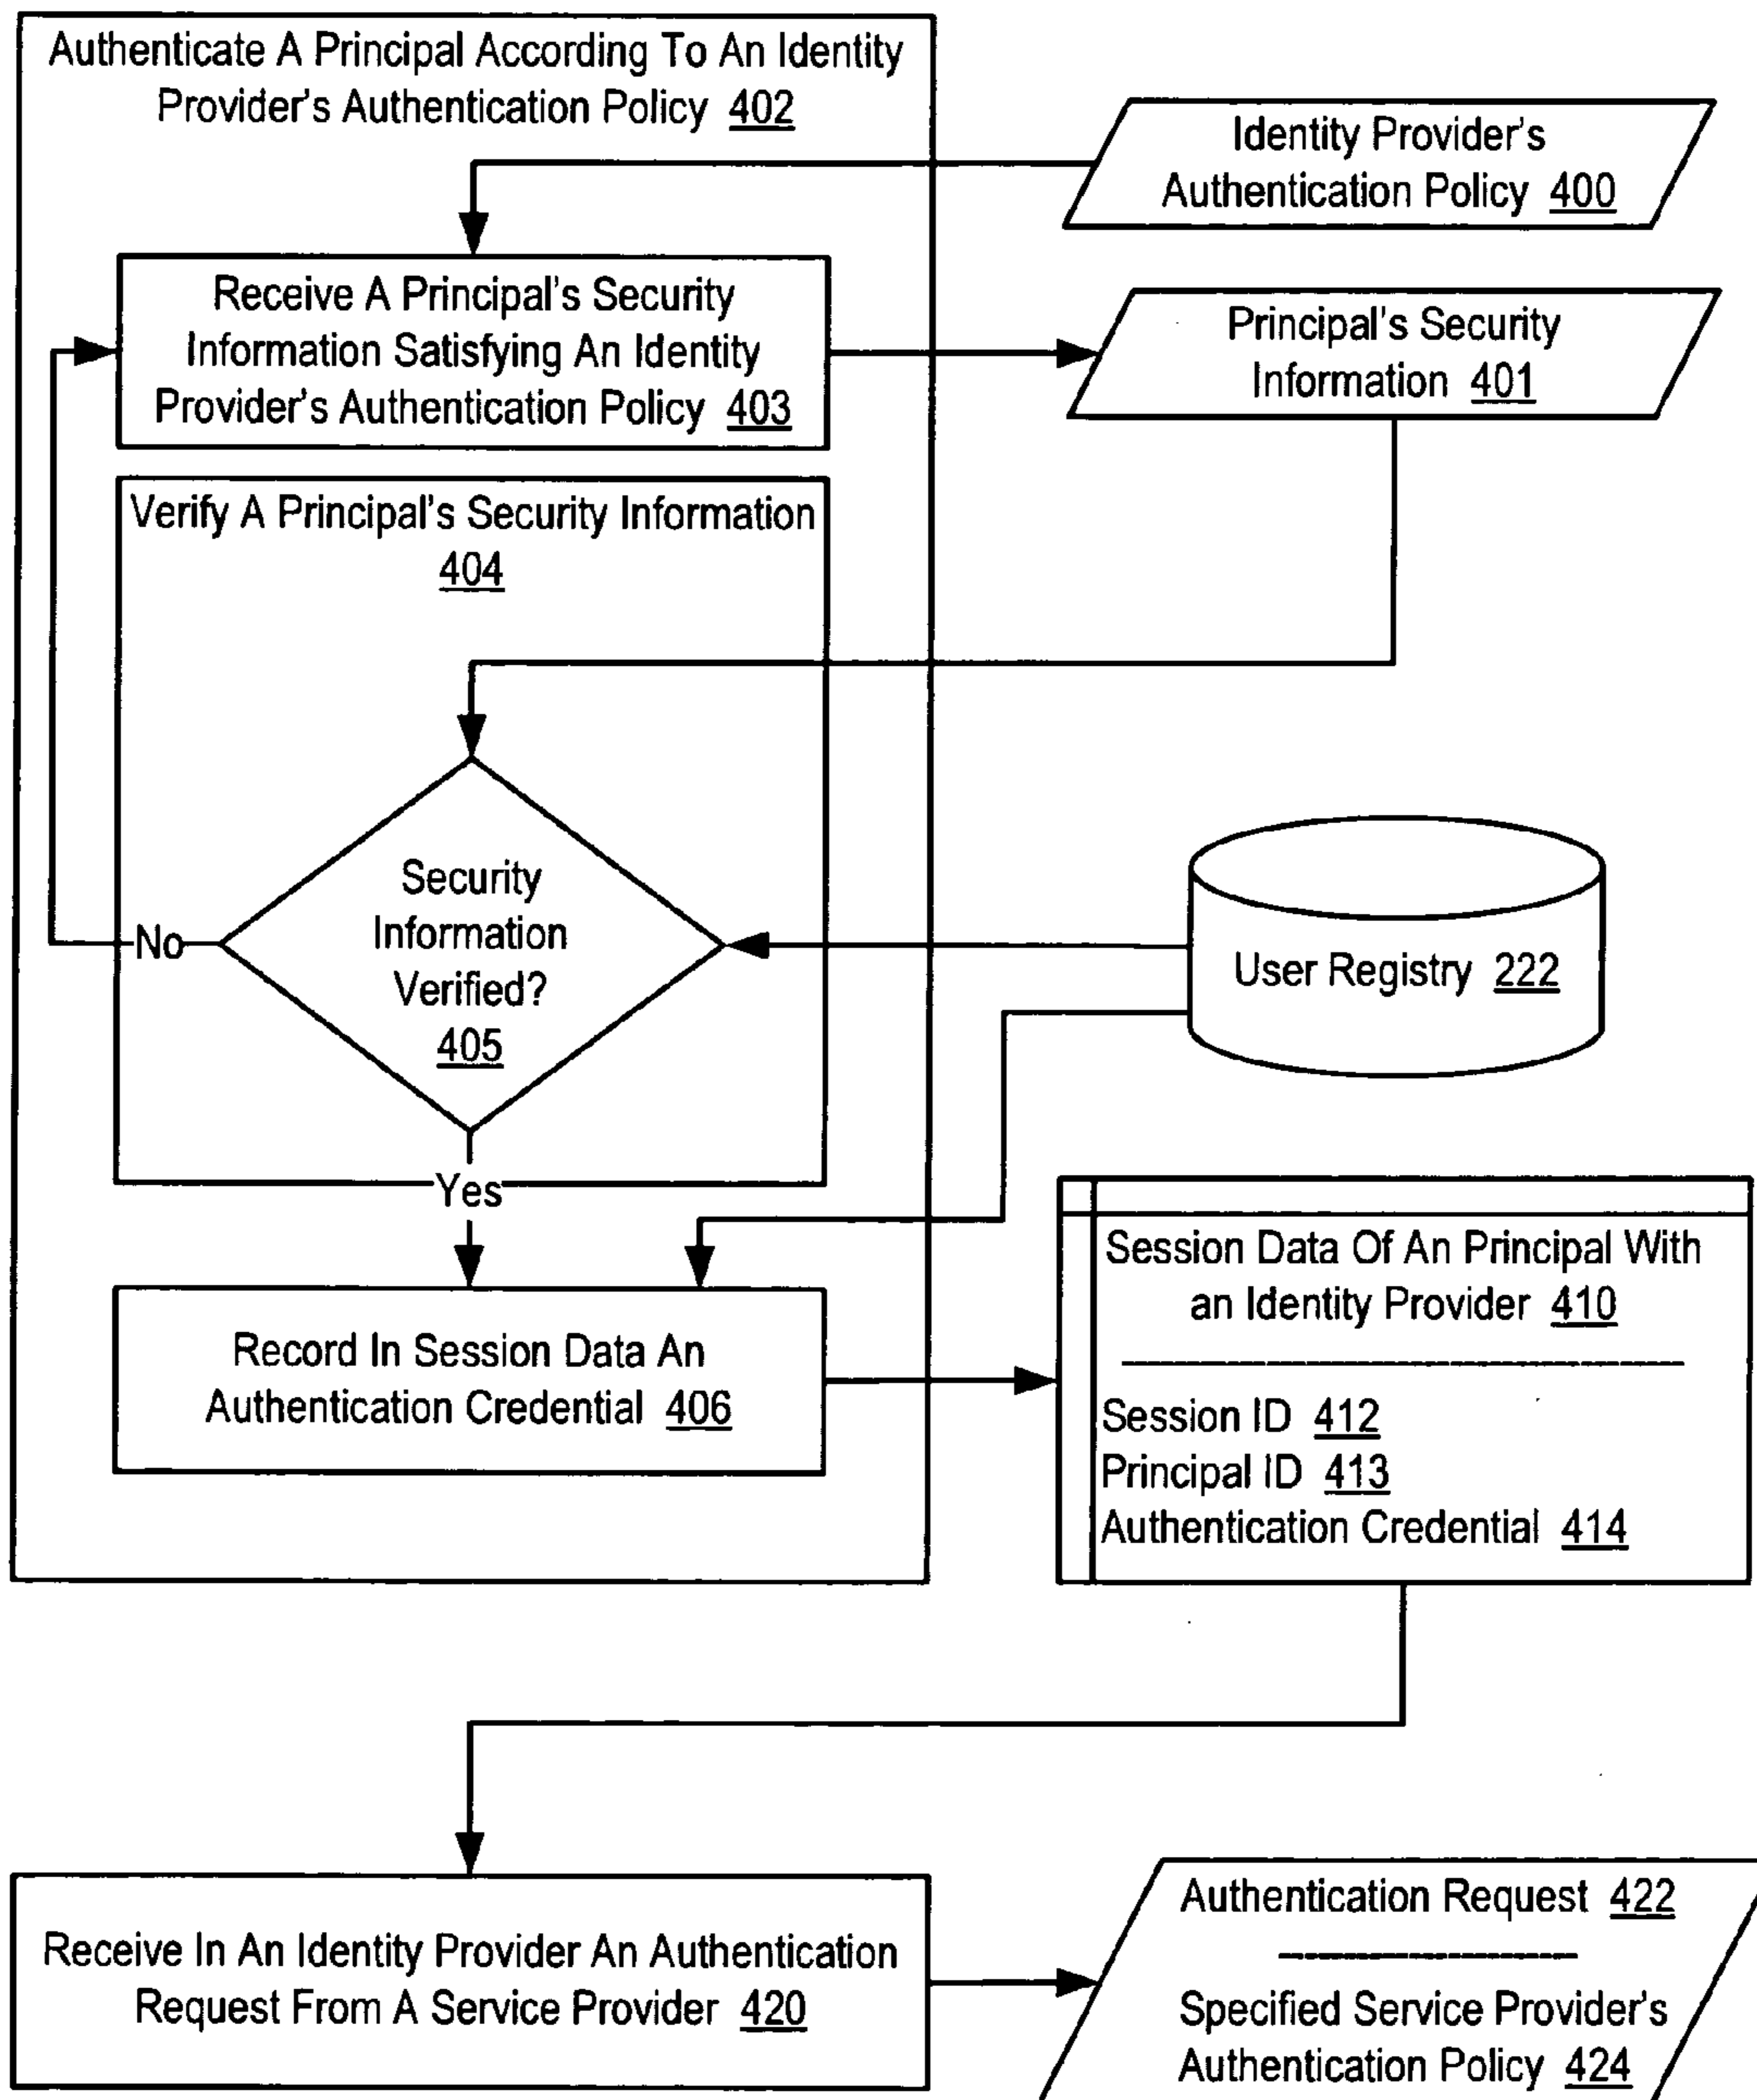 Authenticate A Principal According To An Identity
Provider's Authentication Policy 402
Identity Provider's
Authentication Policy 400
Receive A Principal's Security
Information Satisfying An Identity
Provider's Authentication Policy 403
Principal's Security
Information 401
Verify A Principal's Security Information
404
Security
Information
Verified?
405
No
Yes
User Registry 222
Record In Session Data An
Authentication Credential 406
Session Data Of An Principal With
an Identity Provider 410
Session ID 412
Principal ID 413
Authentication Credential 414
Receive In An Identity Provider An Authentication
Request From A Service Provider 420
Authentication Request 422
Specified Service Provider's
Authentication Policy 424